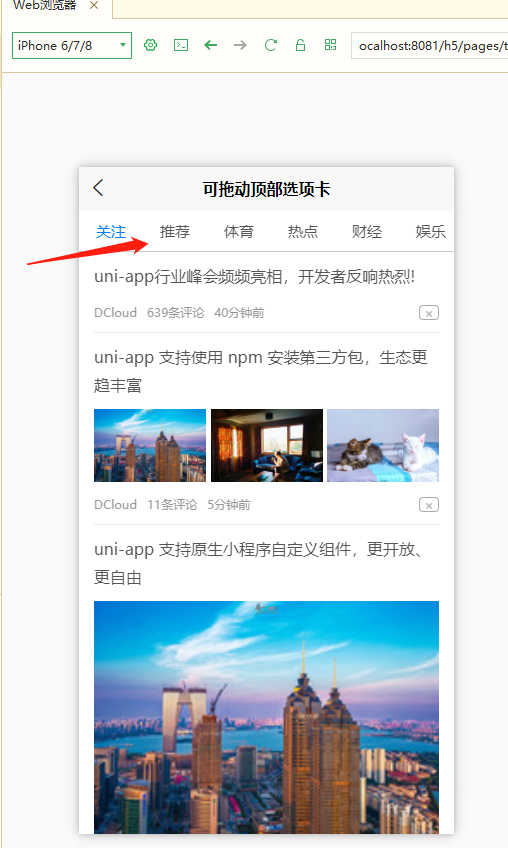 Web浏览器
iPhone 6/7/8
ocalhost:8081/h5/pages/t
可拖动顶部选项卡
关注 推荐 体育 热点 财经 娱乐
uni-app行业峰会频频亮相，开发者反响热烈!
DCloud 639条评论 40分钟前
uni-app 支持使用 npm 安装第三方包，生态更
趋丰富
DCloud 11条评论 5分钟前
uni-app 支持原生小程序自定义组件，更开放、
更自由